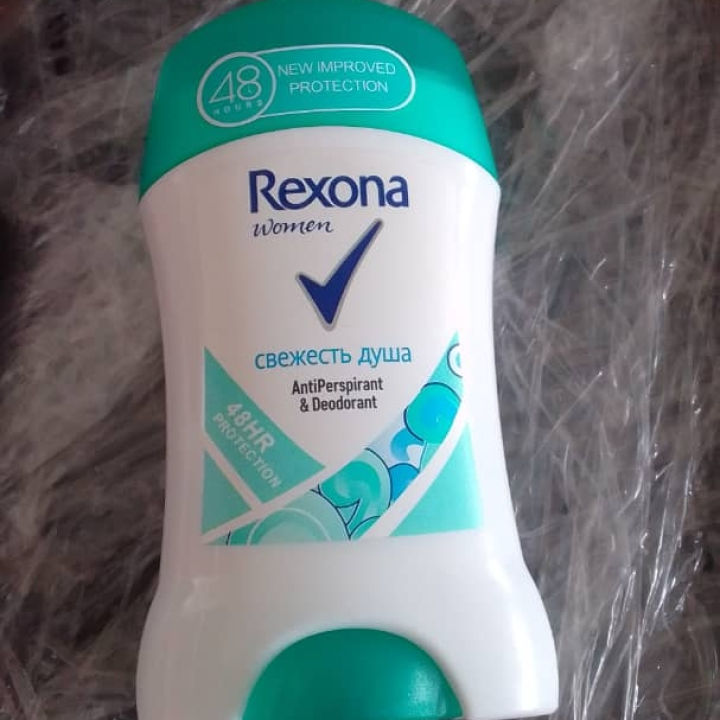 48
HOURS
NEW IMPROVED
PROTECTION
Rexona
women
свежесть душа
AntiPerspirant
& Deodorant
48HR
PROTECTION